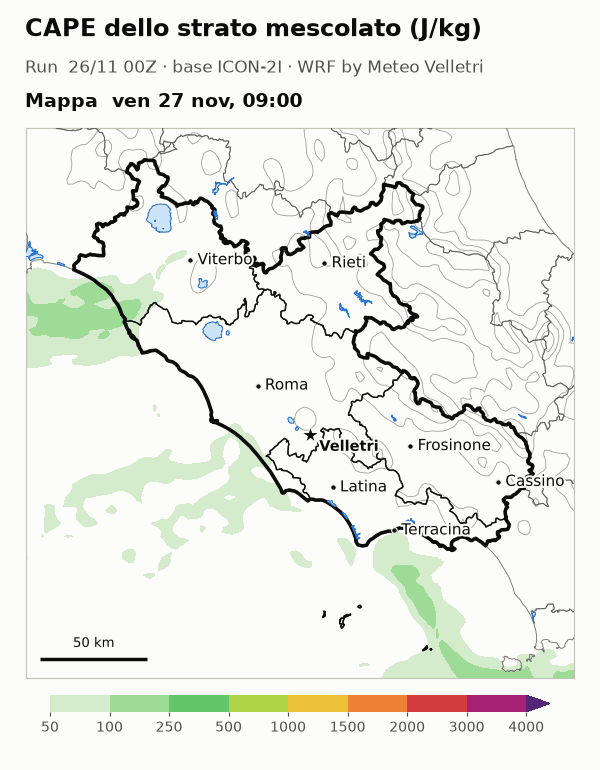 CAPE dello strato mescolato (J/kg)
Run  26/11 00Z · base ICON-2I · WRF by Meteo Velletri
Mappa  ven 27 nov, 09:00
Viterbo
Rieti
Roma
Velletri
Frosinone
Cassino
Latina
Terracina
50 km
50 100 250 500 1000 1500 2000 3000 4000